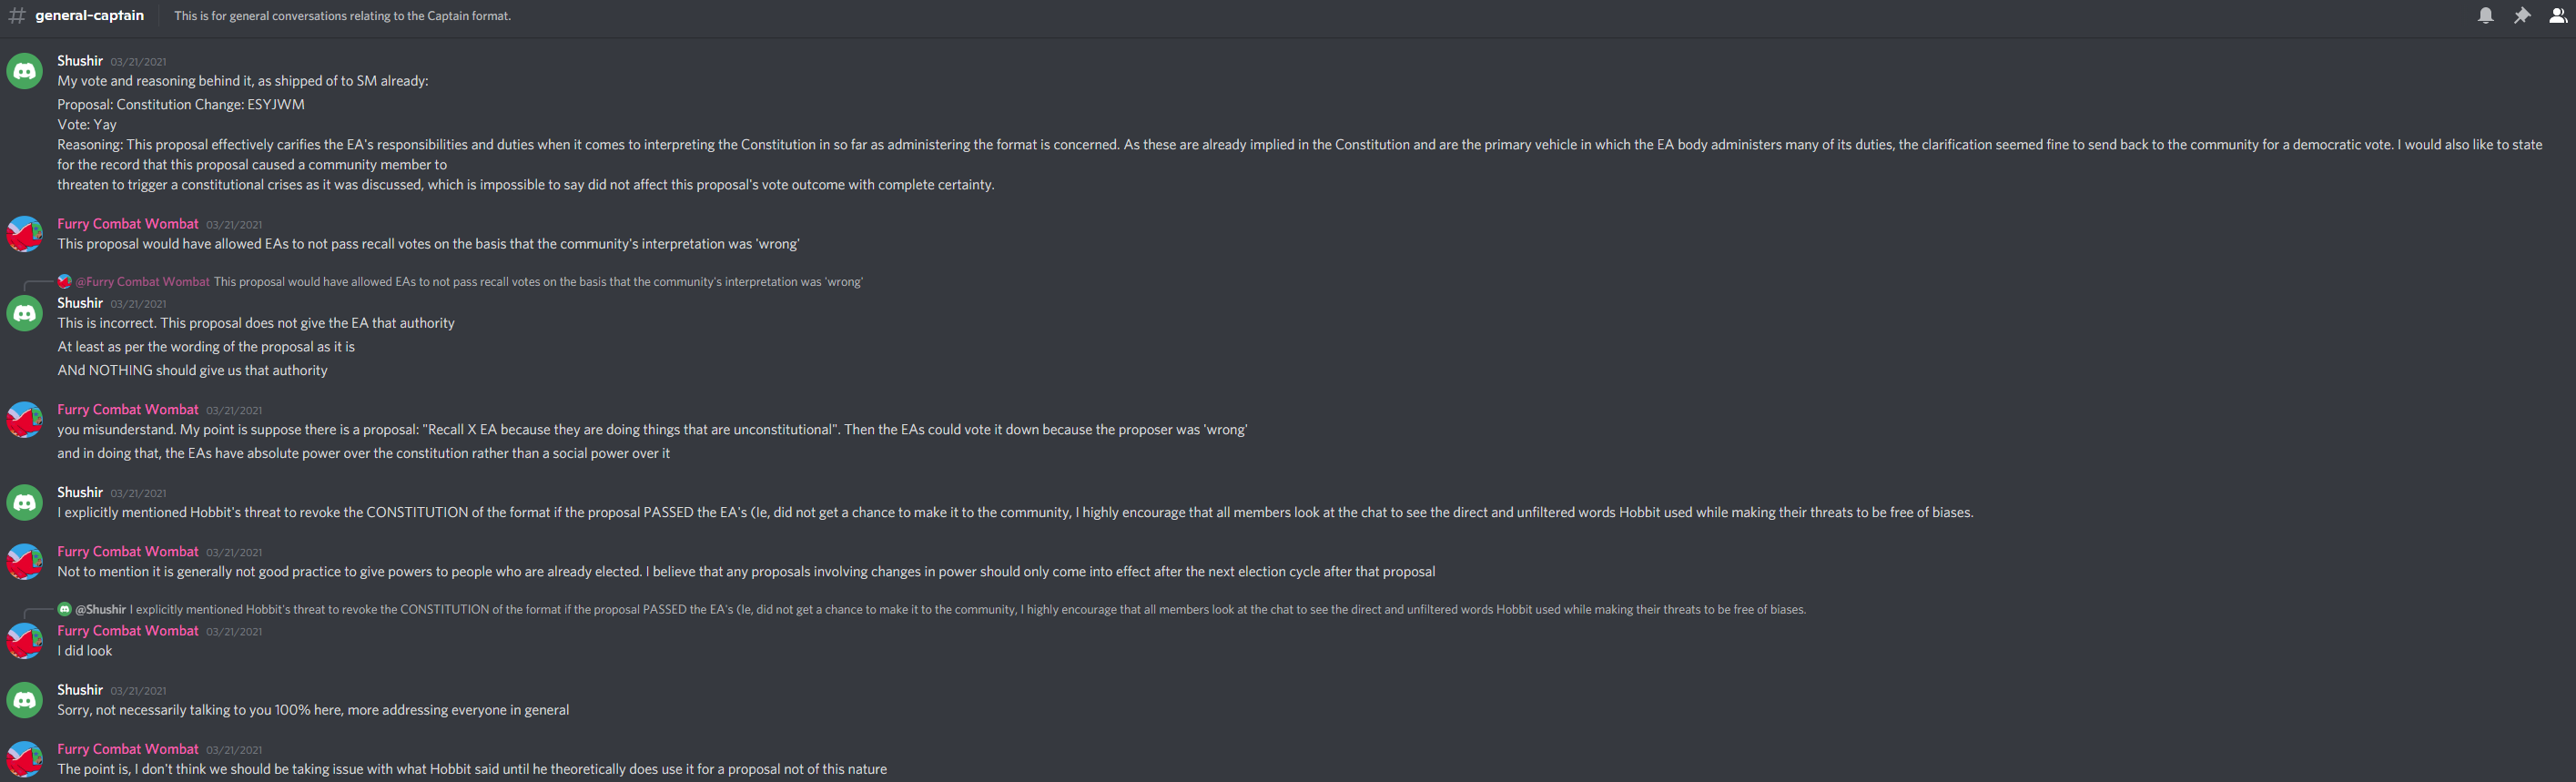 # general-captain This is for general conversations relating to the Captain format.
Shushir 03/21/2021
My vote and reasoning behind it, as shipped of to SM already:
Proposal: Constitution Change: ESYJWM
Vote: Yay
Reasoning: This proposal effectively carifies the EA's responsibilities and duties when it comes to interpreting the Constitution in so far as administering the format is concerned. As these are already implied in the Constitution and are the primary vehicle in which the EA body administers many of its duties, the clarification seemed fine to send back to the community for a democratic vote. I would also like to state
for the record that this proposal caused a community member to
threaten to trigger a constitutional crises as it was discussed, which is impossible to say did not affect this proposal's vote outcome with complete certainty.
Furry Combat Wombat 03/21/2021
This proposal would have allowed EAs to not pass recall votes on the basis that the community's interpretation was 'wrong'
@Furry Combat Wombat This proposal would have allowed EAs to not pass recall votes on the basis that the community's interpretation was 'wrong'
Shushir 03/21/2021
This is incorrect. This proposal does not give the EA that authority
At least as per the wording of the proposal as it is
ANd NOTHING should give us that authority
Furry Combat Wombat 03/21/2021
you misunderstand. My point is suppose there is a proposal: "Recall X EA because they are doing things that are unconstitutional". Then the EAs could vote it down because the proposer was 'wrong'
and in doing that, the EAs have absolute power over the constitution rather than a social power over it
Shushir 03/21/2021
I explicitly mentioned Hobbit's threat to revoke the CONSTITUTION of the format if the proposal PASSED the EA's (Ie, did not get a chance to make it to the community, I highly encourage that all members look at the chat to see the direct and unfiltered words Hobbit used while making their threats to be free of biases.
Furry Combat Wombat 03/21/2021
Not to mention it is generally not good practice to give powers to people who are already elected. I believe that any proposals involving changes in power should only come into effect after the next election cycle after that proposal
@Shushir I explicitly mentioned Hobbit's threat to revoke the CONSTITUTION of the format if the proposal PASSED the EA's (Ie, did not get a chance to make it to the community, I highly encourage that all members look at the chat to see the direct and unfiltered words Hobbit used while making their threats to be free of biases.
Furry Combat Wombat 03/21/2021
I did look
Shushir 03/21/2021
Sorry, not necessarily talking to you 100% here, more addressing everyone in general
Furry Combat Wombat 03/21/2021
The point is, I don't think we should be taking issue with what Hobbit said until he theoretically does use it for a proposal not of this nature